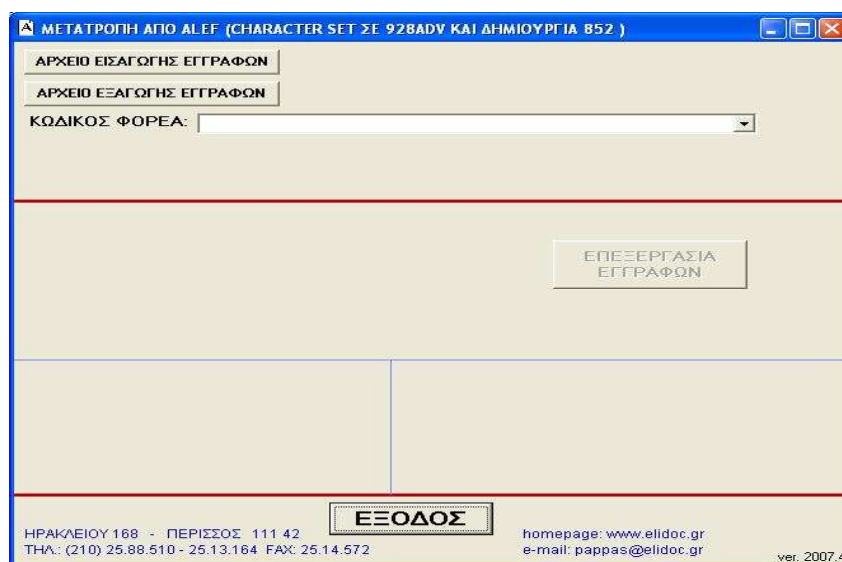 ΜΕΤΑΤΡΟΠΗ ΑΠΟ ALEF (CHARACTER SET ΣΕ 928ADV ΚΑΙ ΔΗΜΙΟΥΡΓΙΑ 852 )
ΑΡΧΕΙΟ ΕΙΣΑΓΩΓΗΣ ΕΓΓΡΑΦΩΝ
ΑΡΧΕΙΟ ΕΞΑΓΩΓΗΣ ΕΓΓΡΑΦΩΝ
ΚΩΔΙΚΟΣ ΦΟΡΕΑ:
ΕΠΕΞΕΡΓΑΣΙΑ
ΕΓΓΡΑΦΩΝ
ΕΞΟΔΟΣ
ΗΡΑΚΛΕΙΟΥ 168 - ΠΕΡΙΣΣΟΣ 111 42
ΤΗΛ.: (210) 25.88.510 - 25.13.164 FAX: 25.14.572
homepage: www.elidoc.gr
e-mail: pappas@elidoc.gr
ver. 2007.4